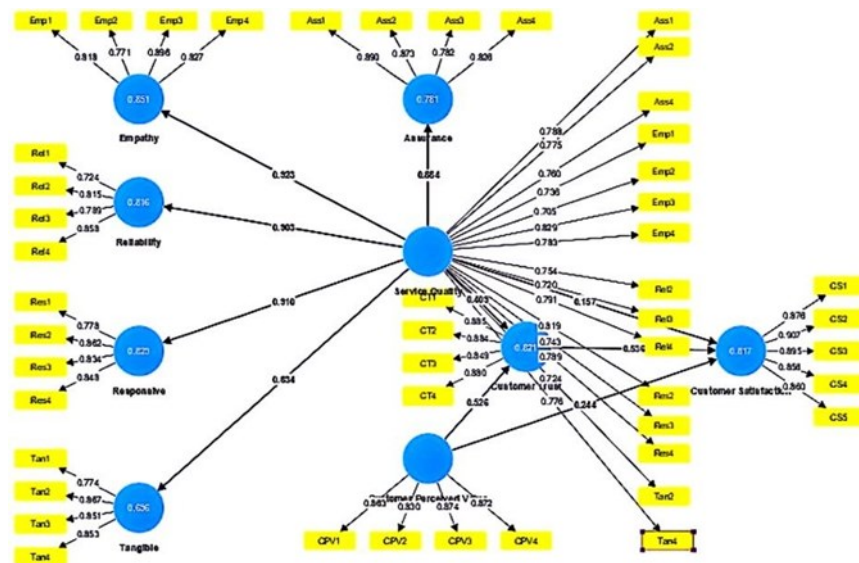 Emp1 Emp2 Emp3 Emp4
0.818 0.771 0.896 0.827
0.851
Empathy
Ass1 Ass2 Ass3 Ass4
0.890 0.873 0.782 0.826
0.781
Assurance
Rel1
Rel2
Rel3
Rel4
0.724
0.815
0.789
0.853
0.816
Reliability
Res1
Res2
Res3
Res4
0.778
0.862
0.834
0.848
Responsive
Tan1
Tan2
Tan3
Tan4
0.774
0.867
0.851
0.853
Tangible
0.923
0.903
0.910
0.834
Service Quality
Ass1
Ass2
Ass4
Emp1
Emp2
Emp3
Emp4
Rel2
Rel3
Rel4
Res2
Res3
Res4
Tan2
Tan4
0.788
0.775
0.760
0.736
0.705
0.829
0.783
0.754
0.720
0.791
0.157
0.819
0.743
0.789
0.724
0.776
CT1
CT2
CT3
CT4
0.885
0.884
0.849
0.880
0.821
Customer Trust
0.536
0.526
0.244
Customer Perceived
0.863 0.830 0.874 0.872
CPV1 CPV2 CPV3 CPV4
0.817
Customer Satisfaction
0.876
0.907
0.895
0.856
0.860
CS1
CS2
CS3
CS4
CS5